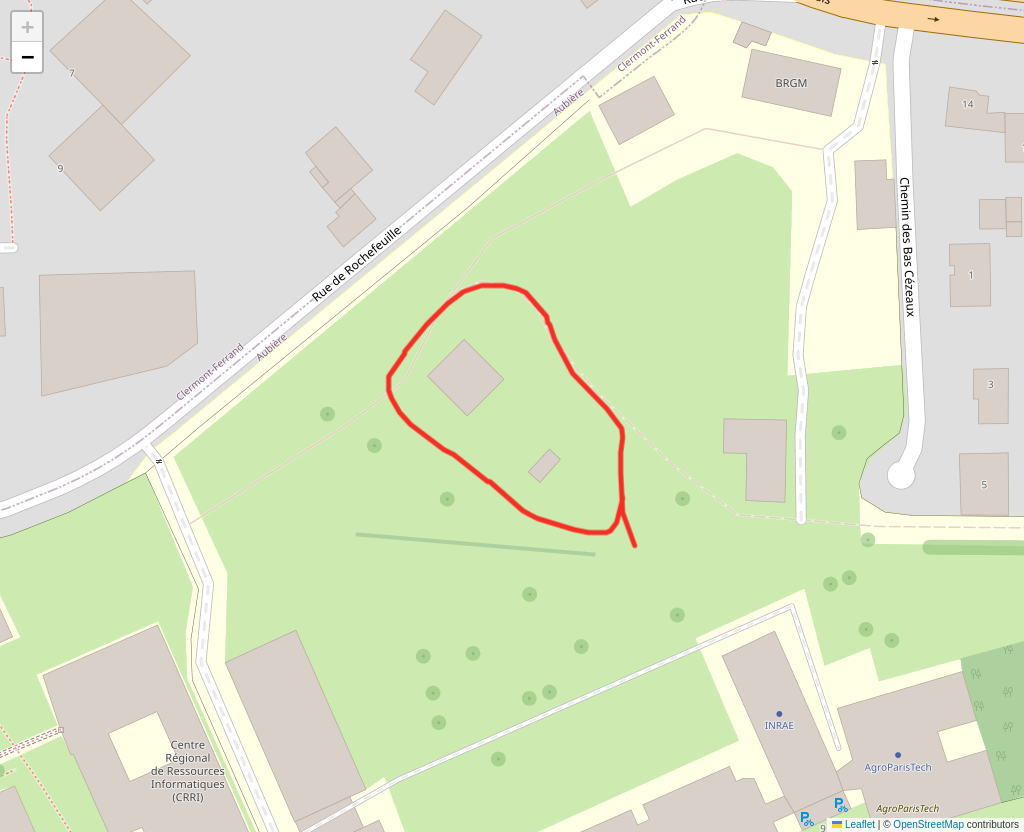 +
−
Clermont-Ferrand
Aubière
BRGM
7
9
14
Rue de Rochefeuille
Chemin des Bas Cézeaux
1
Clermont-Ferrand
Aubière
3
5
INRAE
Centre
Régional
de Ressources
Informatiques
(CRRI)
AgroParisTech
AgroParisTech
9
Leaflet | © OpenStreetMap contributors